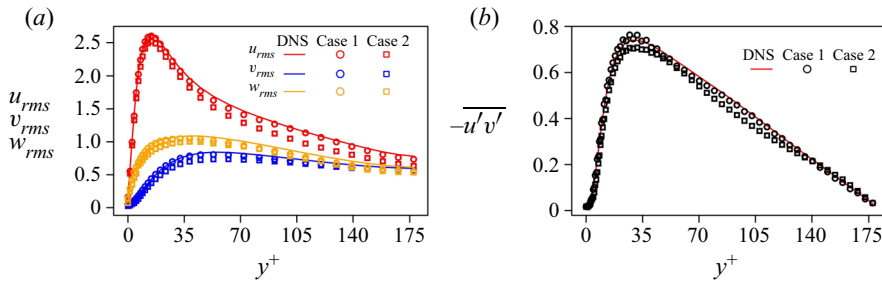 (a)
DNS Case 1 Case 2
u_rms
v_rms
w_rms
2.5
2.0
1.5
1.0
0.5
0
u_rms
v_rms
w_rms
0 35 70 105 140 175
y^+
(b)
DNS Case 1 Case 2
0.8
0.6
0.4
0.2
0
–u′v′
0 35 70 105 140 175
y^+